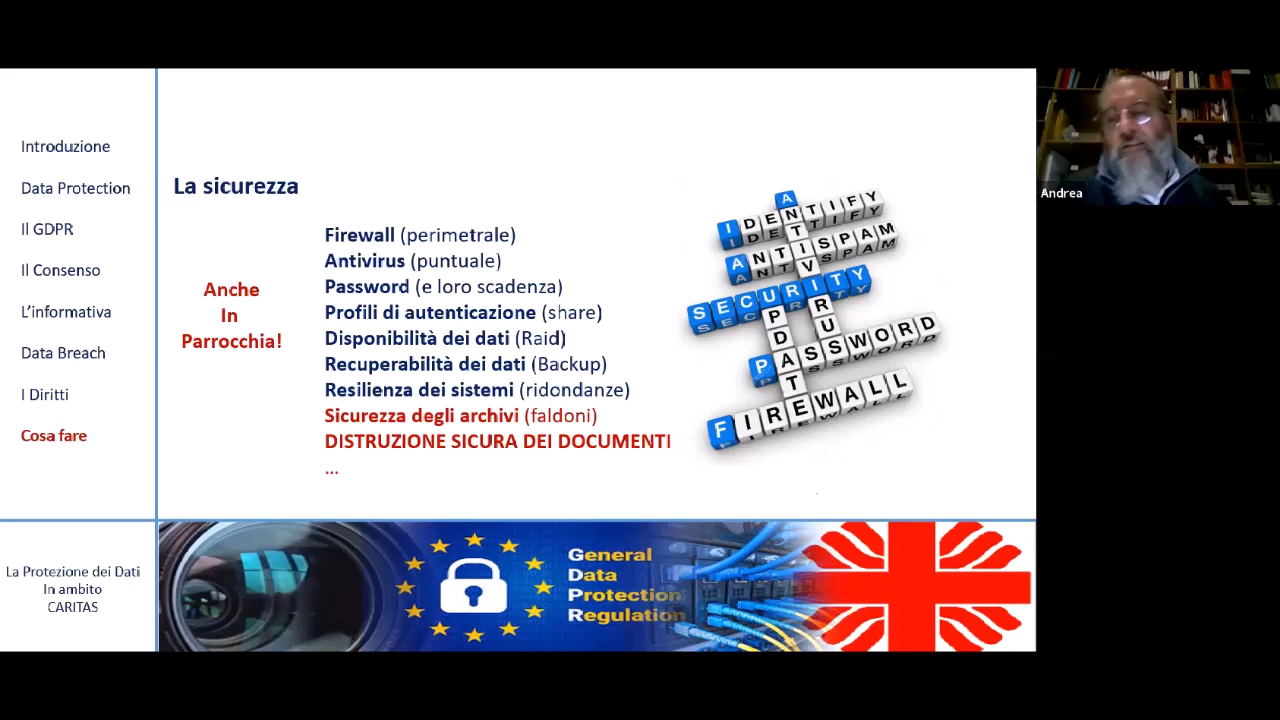 Introduzione
Data Protection
Il GDPR
Il Consenso
L'informativa
Data Breach
I Diritti
Cosa fare
La Protezione dei Dati
In ambito
CARITAS
La sicurezza
Anche
In
Parrocchia!
Firewall (perimetrale)
Antivirus (puntuale)
Password (e loro scadenza)
Profili di autenticazione (share)
Disponibilità dei dati (Raid)
Recuperabilità dei dati (Backup)
Resilienza dei sistemi (ridondanze)
Sicurezza degli archivi (faldoni)
DISTRUZIONE SICURA DEI DOCUMENTI
...
IDENTIFY
ANTISPAM
SECURITY
PASSWORD
FIREWALL
ANTIVIRUS
UPDATE
General
Data
Protection
Regulation
Andrea